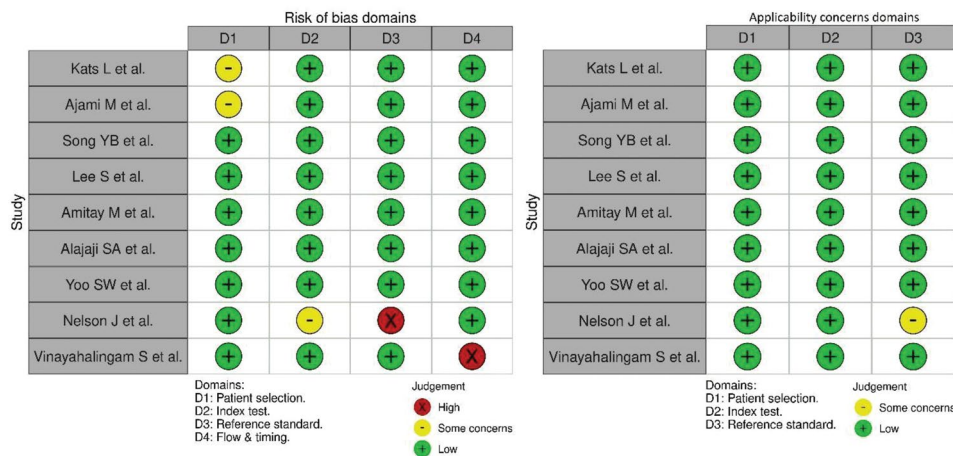 Risk of bias domains
D1 D2 D3 D4
Kats L et al. - + + +
Ajami M et al. - + + +
Song YB et al. + + + +
Lee S et al. + + + +
Amitay M et al. + + + +
Alajaji SA et al. + + + +
Yoo SW et al. + + + +
Nelson J et al. + - X +
Vinayahalingam S et al. + + + X
Study
Domains:
D1: Patient selection.
D2: Index test.
D3: Reference standard.
D4: Flow & timing.
Judgement
X High
- Some concerns
+ Low
Applicability concerns domains
D1 D2 D3
Kats L et al. + + +
Ajami M et al. + + +
Song YB et al. + + +
Lee S et al. + + +
Amitay M et al. + + +
Alajaji SA et al. + + +
Yoo SW et al. + + +
Nelson J et al. + + -
Vinayahalingam S et al. + + +
Study
Domains:
D1: Patient selection.
D2: Index test.
D3: Reference standard.
Judgement
- Some concerns
+ Low